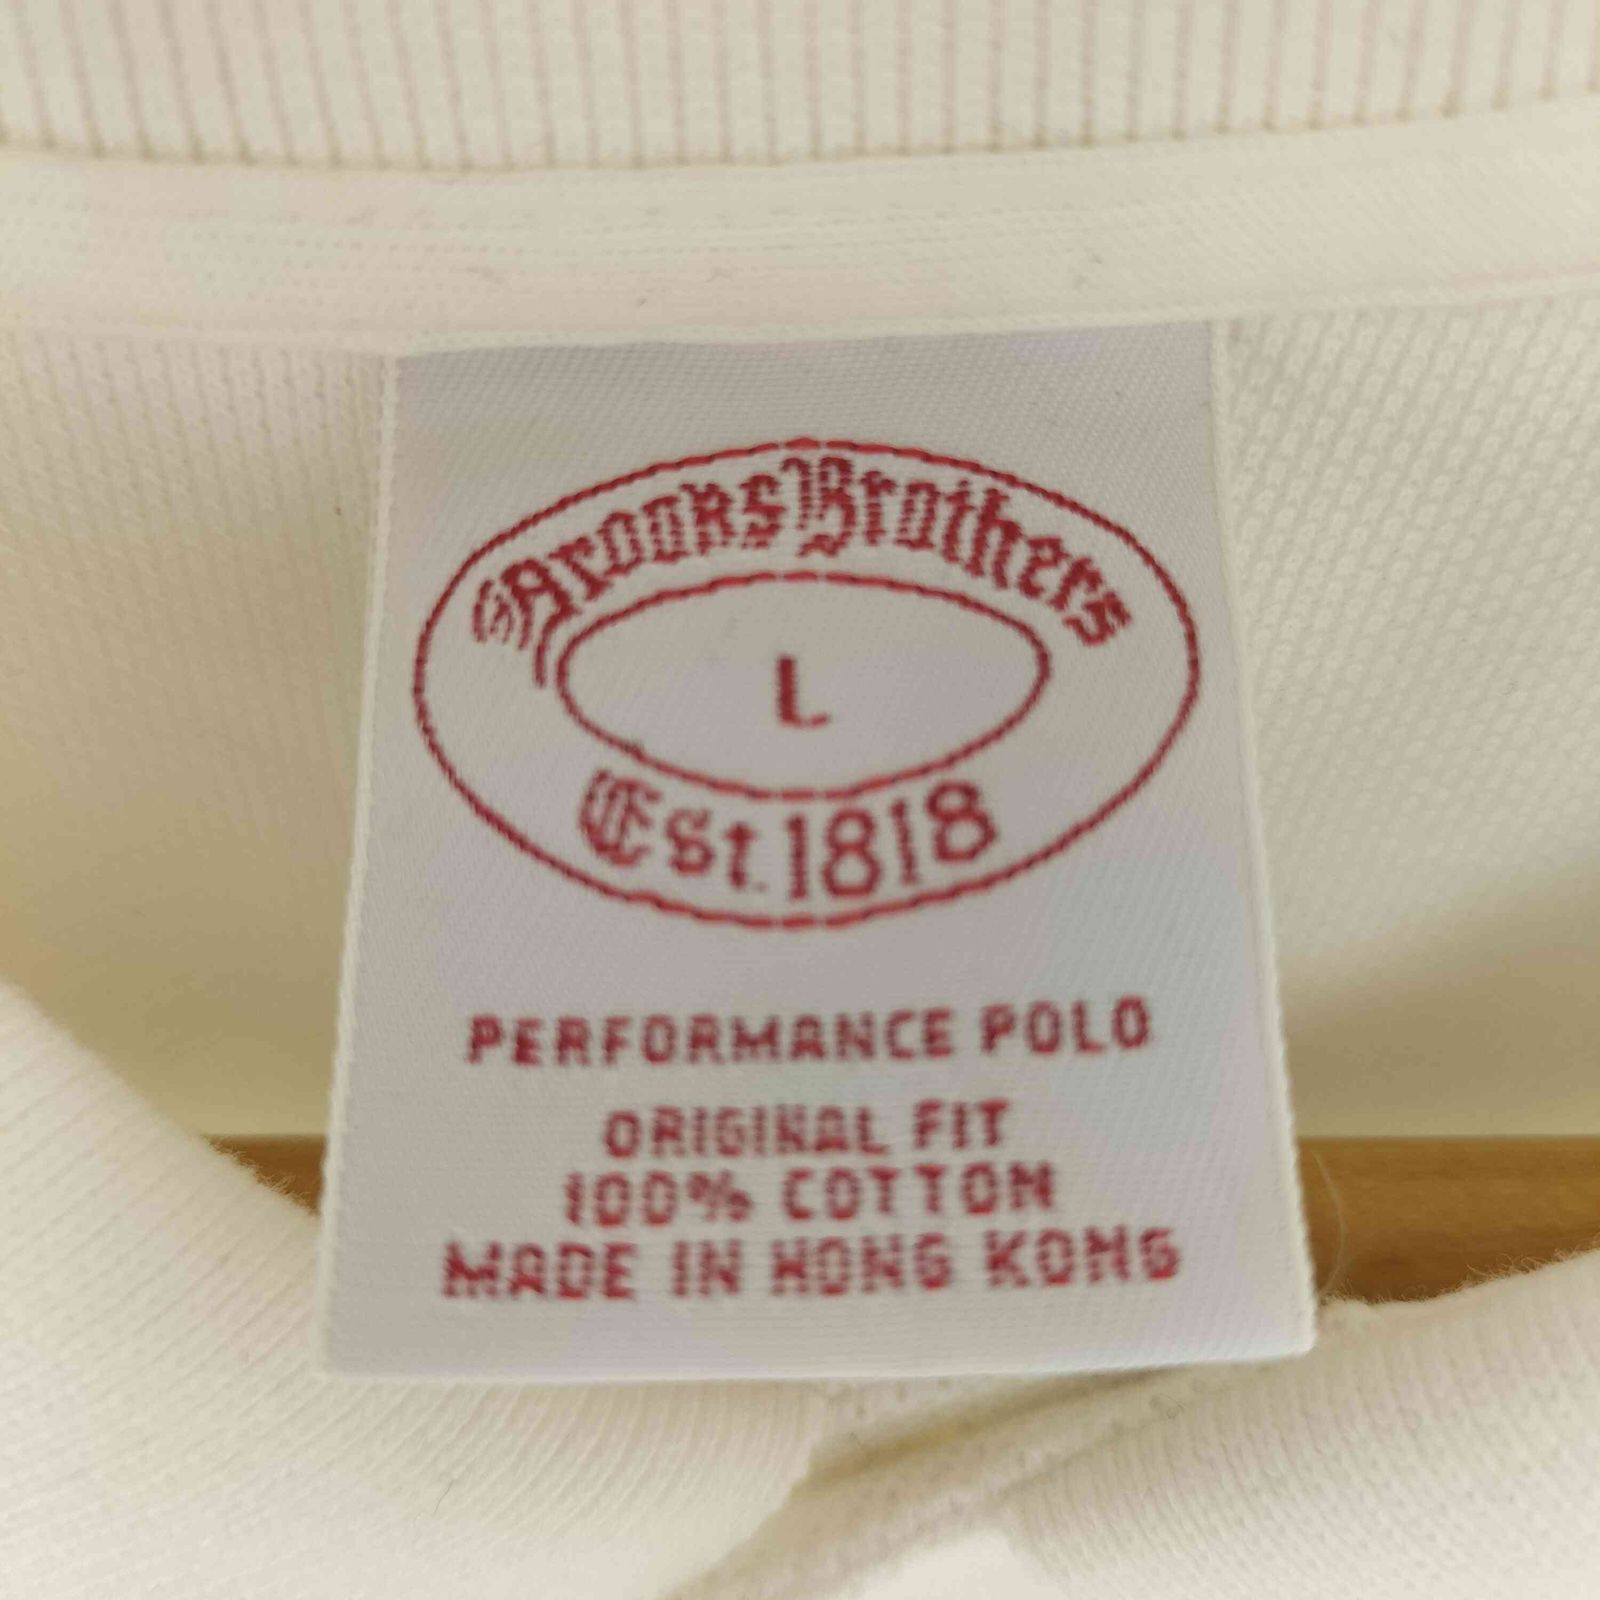 Brooks Brothers
L
Est. 1818
PERFORMANCE POLO
ORIGINAL FIT
100% COTTON
MADE IN HONG KONG